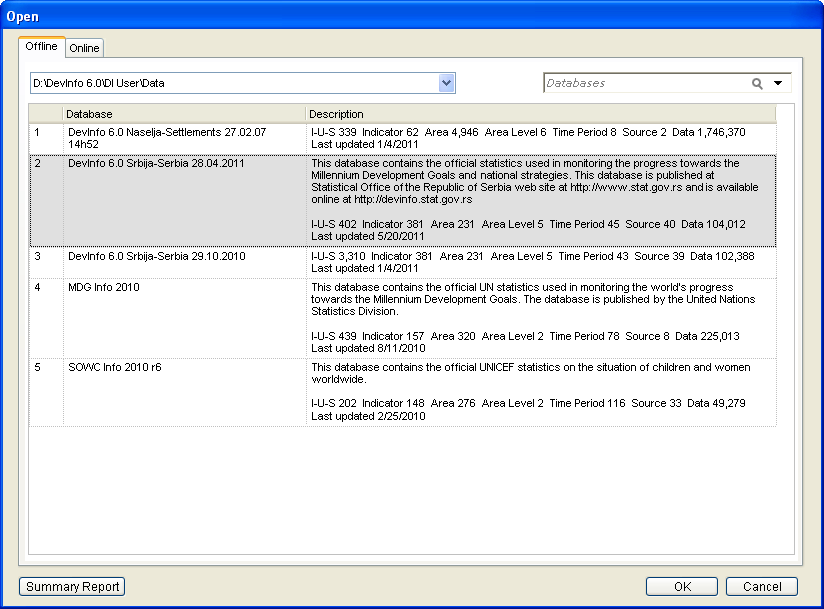 Open
Offline
Online
D:\DevInfo 6.0\DI User\Data
Databases
Database Description
1 DevInfo 6.0 Naselja-Settlements 27.02.07
14h52
I-U-S 339 Indicator 62 Area 4,946 Area Level 6 Time Period 8 Source 2 Data 1,746,370
Last updated 1/4/2011
2 DevInfo 6.0 Srbija-Serbia 28.04.2011
This database contains the official statistics used in monitoring the progress towards the
Millennium Development Goals and national strategies. This database is published at
Statistical Office of the Republic of Serbia web site at http://www.stat.gov.rs and is available
online at http://devinfo.stat.gov.rs
I-U-S 402 Indicator 381 Area 231 Area Level 5 Time Period 45 Source 40 Data 104,012
Last updated 5/20/2011
3 DevInfo 6.0 Srbija-Serbia 29.10.2010
I-U-S 3,310 Indicator 381 Area 231 Area Level 5 Time Period 43 Source 39 Data 102,388
Last updated 1/4/2011
4 MDG Info 2010
This database contains the official UN statistics used in monitoring the world's progress
towards the Millennium Development Goals. The database is published by the United Nations
Statistics Division.
I-U-S 439 Indicator 157 Area 320 Area Level 2 Time Period 78 Source 8 Data 225,013
Last updated 8/11/2010
5 SOWC Info 2010 r6
This database contains the official UNICEF statistics on the situation of children and women
worldwide.
I-U-S 202 Indicator 148 Area 276 Area Level 2 Time Period 116 Source 33 Data 49,279
Last updated 2/25/2010
Summary Report
OK
Cancel